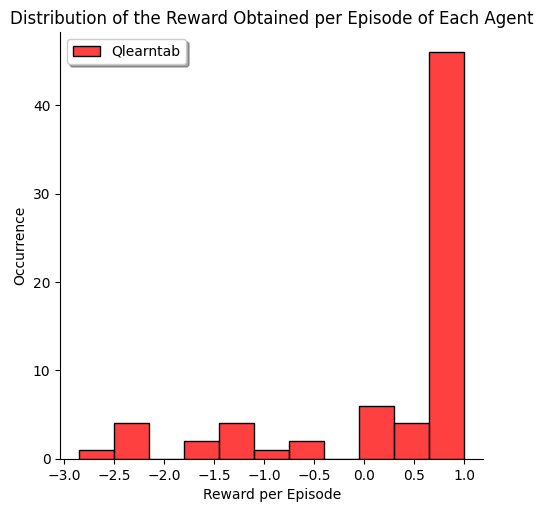 Distribution of the Reward Obtained per Episode of Each Agent
Qlearntab
Occurrence
40
30
20
10
0
−3.0 −2.5 −2.0 −1.5 −1.0 −0.5 0.0 0.5 1.0
Reward per Episode